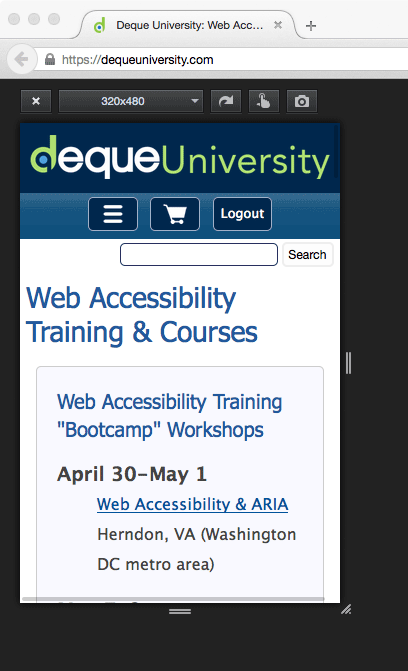 Deque University: Web Acc...
https://dequeuniversity.com
320x480
dequeUniversity
Logout
Search
Web Accessibility
Training & Courses
Web Accessibility Training
"Bootcamp" Workshops
April 30–May 1
Web Accessibility & ARIA
Herndon, VA (Washington
DC metro area)